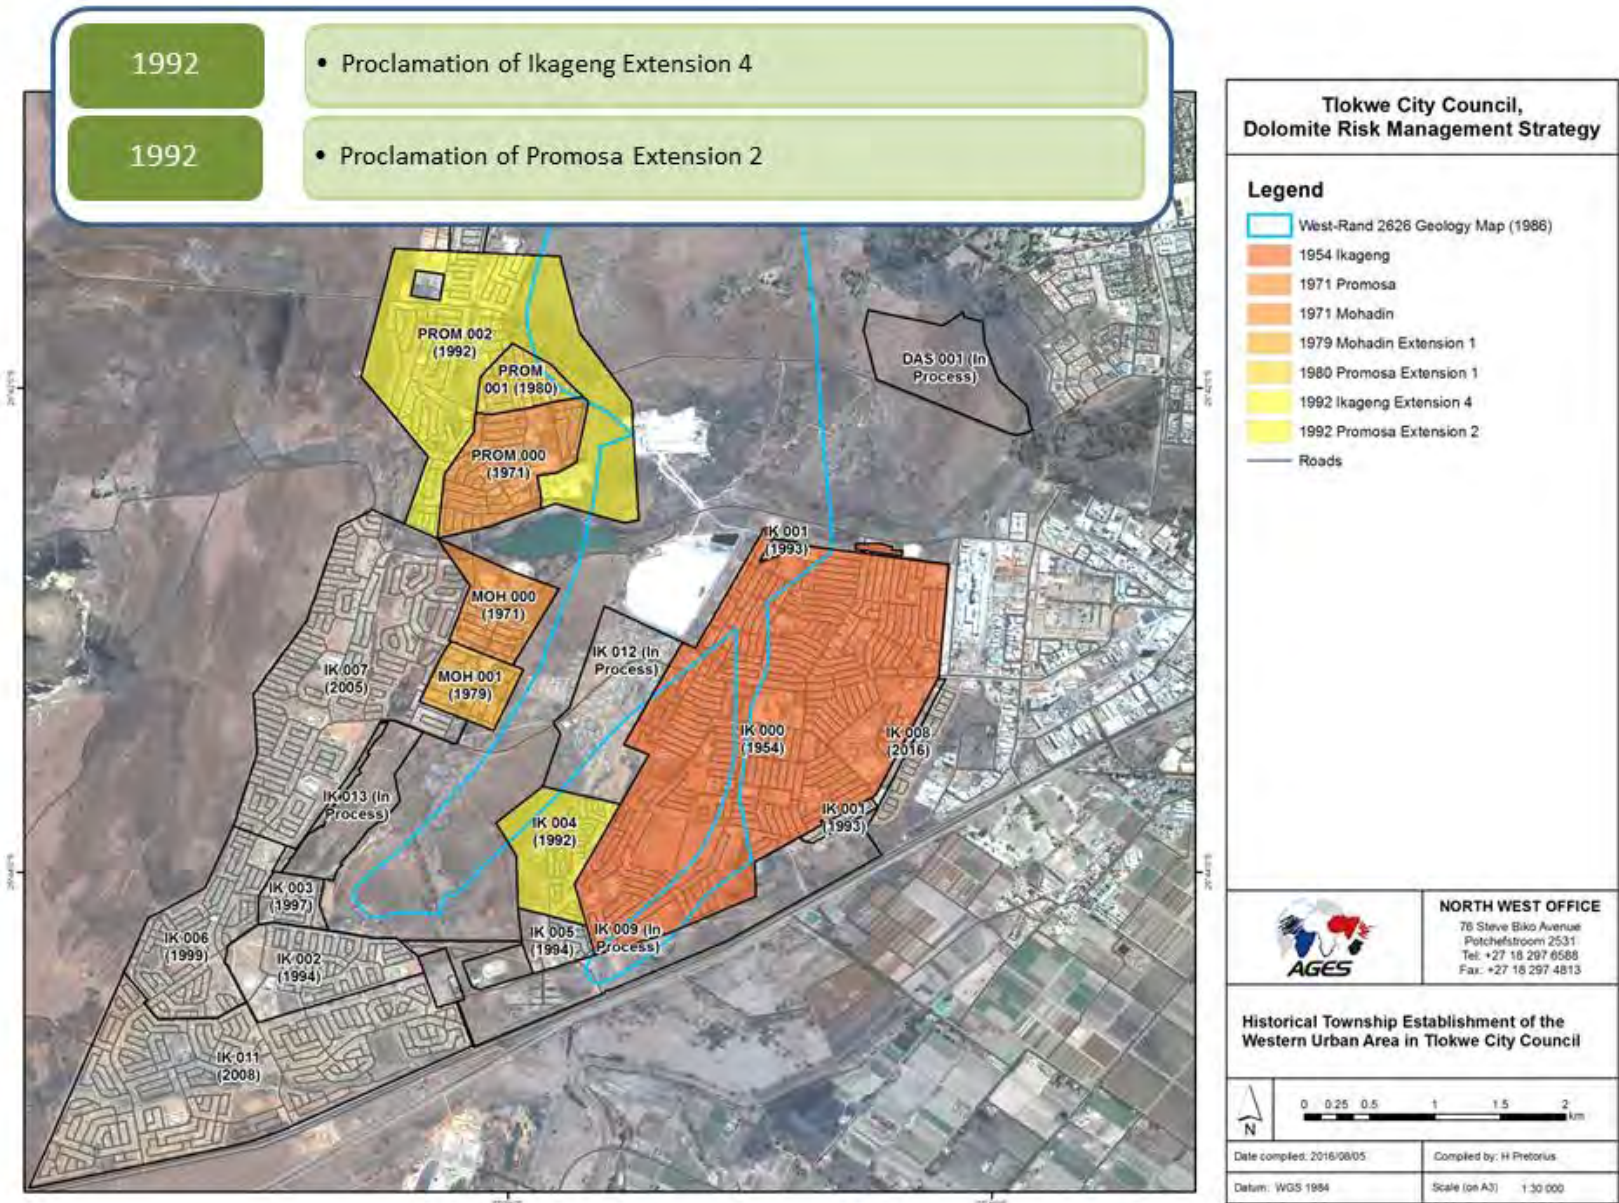 1992
• Proclamation of Ikageng Extension 4
1992
• Proclamation of Promosa Extension 2
PROM 002
(1992)
PROM
001 (1980)
PROM 000
(1971)
DAS 001 (In
Process)
IK 001
(1993)
MOH 000
(1971)
IK 012 (In
Process)
IK 007
(2005)
MOH 001
(1979)
IK 000
(1954)
IK 008
(2016)
IK 013 (In
Process)
IK 004
(1992)
IK 001
(1993)
IK 003
(1997)
IK 006
(1999)
IK 002
(1994)
IK 005
(1994)
IK 009 (In
Process)
IK 011
(2008)
Tlokwe City Council,
Dolomite Risk Management Strategy
Legend
West-Rand 2626 Geology Map (1986)
1954 Ikageng
1971 Promosa
1971 Mohadin
1979 Mohadin Extension 1
1980 Promosa Extension 1
1992 Ikageng Extension 4
1992 Promosa Extension 2
Roads
AGES
NORTH WEST OFFICE
76 Steve Biko Avenue
Potchefstroom 2531
Tel: +27 18 297 6588
Fax: +27 18 297 4813
Historical Township Establishment of the
Western Urban Area in Tlokwe City Council
N
0 0.25 0.5 1 1.5 2
km
Date compiled: 2016/08/05
Compiled by: H Pretorius
Datum: WGS 1984
Scale (on A3) 1:30 000